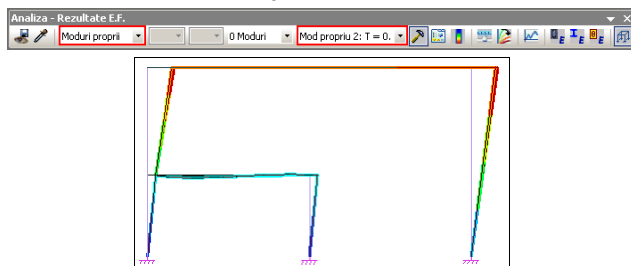 Analiza - Rezultate E.F.
Moduri proprii 0 Moduri Mod propriu 2: T = 0. E E E